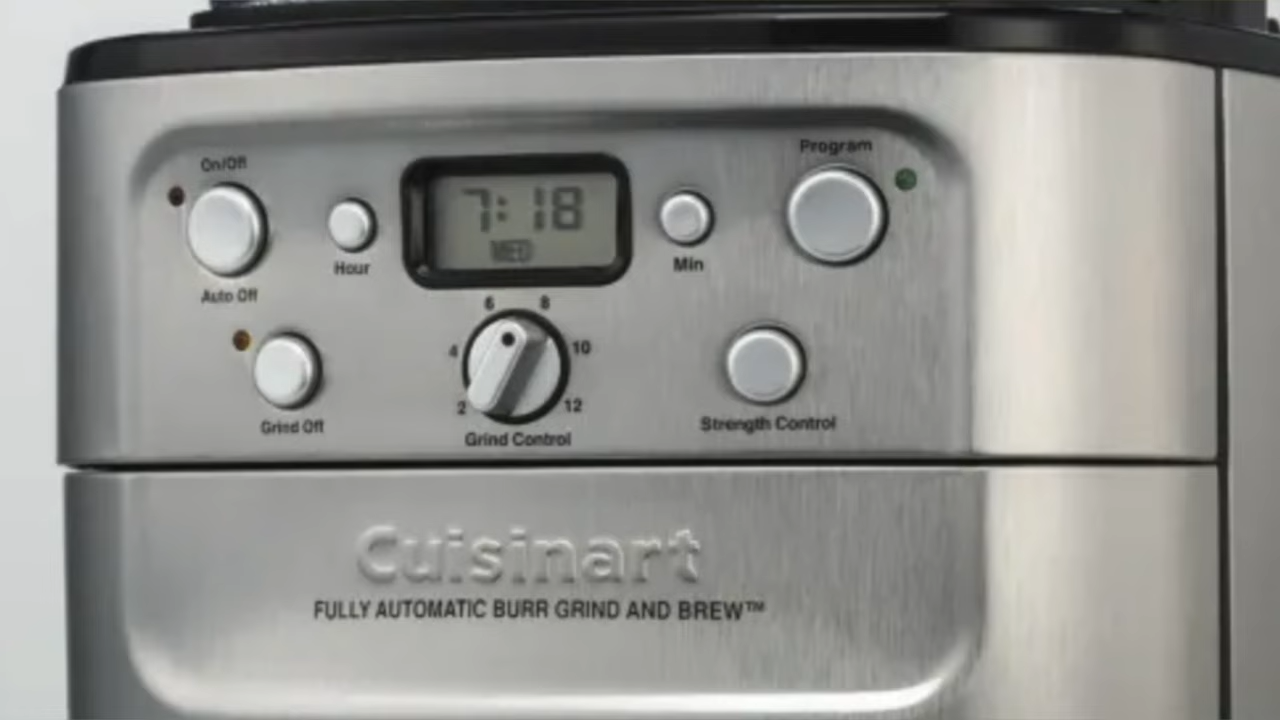 Program
On/Off
7:18
MED
Hour
Min
Auto Off
6 8
4 10
2 12
Grind Off
Grind Control
Strength Control
Cuisinart
FULLY AUTOMATIC BURR GRIND AND BREW™